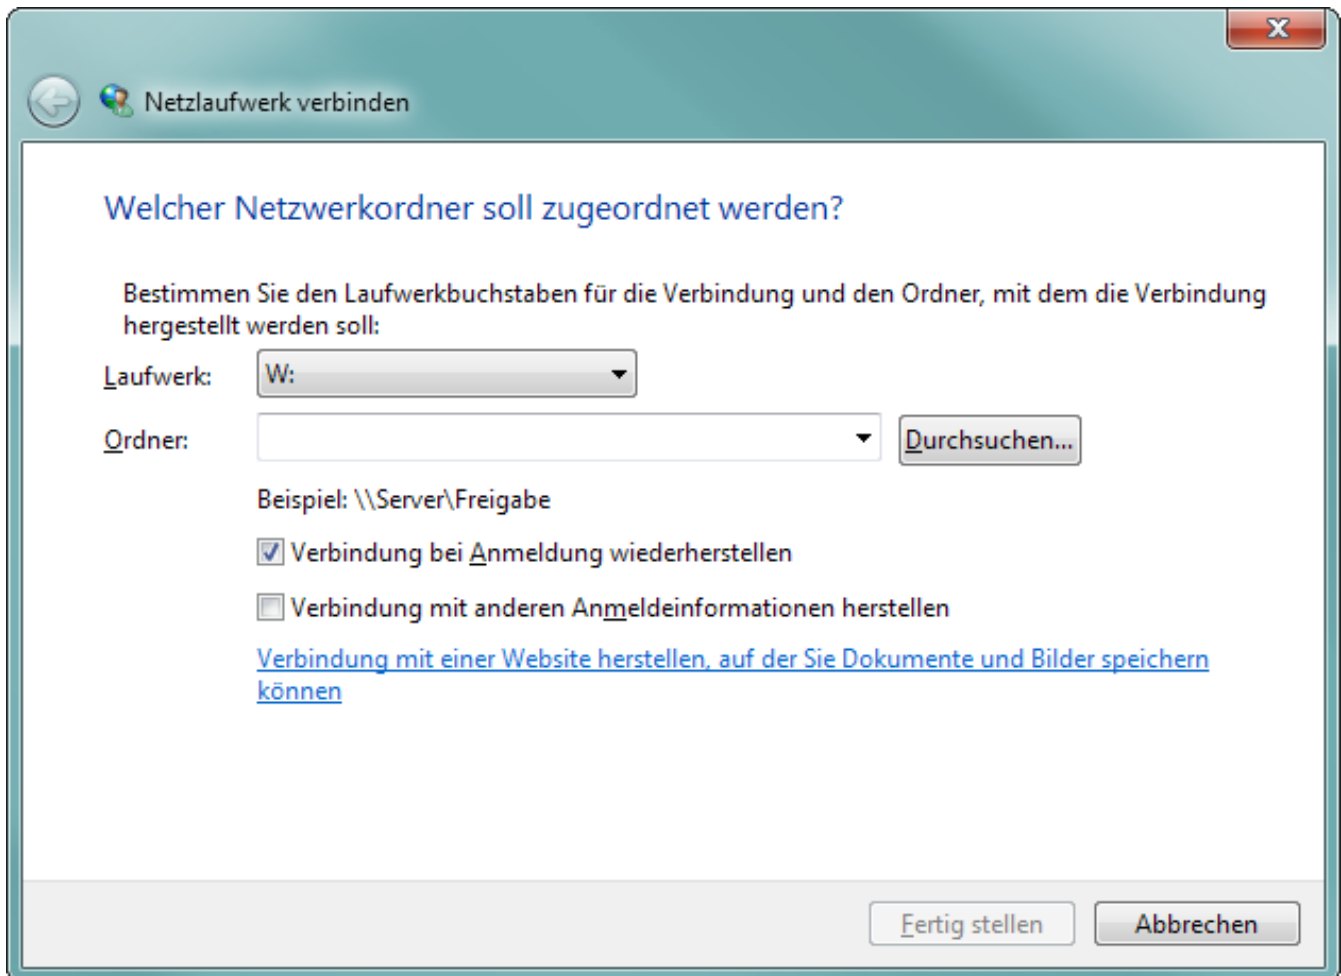 Netzlaufwerk verbinden
Welcher Netzwerkordner soll zugeordnet werden?
Bestimmen Sie den Laufwerkbuchstaben für die Verbindung und den Ordner, mit dem die Verbindung
hergestellt werden soll:
Laufwerk: W:
Ordner: Durchsuchen...
Beispiel: \\Server\Freigabe
Verbindung bei Anmeldung wiederherstellen
Verbindung mit anderen Anmeldeinformationen herstellen
Verbindung mit einer Website herstellen, auf der Sie Dokumente und Bilder speichern
können
Fertig stellen Abbrechen